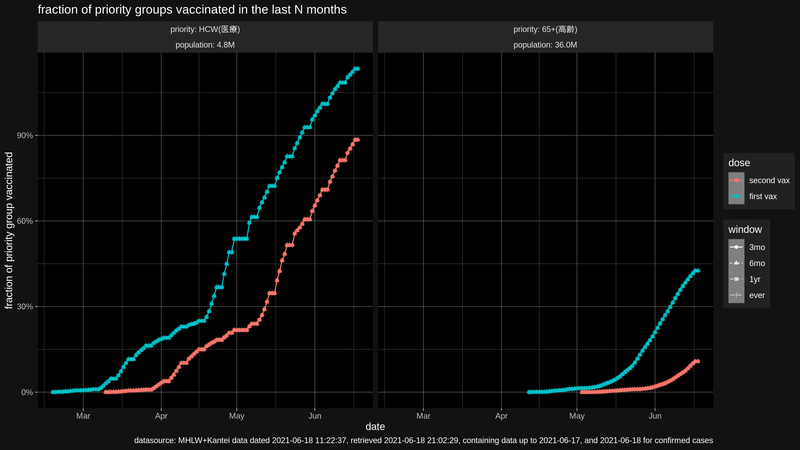 fraction of priority groups vaccinated in the last N months
priority: HCW(医療)
population: 4.8M
priority: 65+(高齢)
population: 36.0M
fraction of priority group vaccinated
90%
60%
30%
0%
Mar
Apr
May
Jun
Mar
Apr
May
Jun
date
dose
second vax
first vax
window
3mo
6mo
1yr
ever
datasource: MHLW+Kantei data dated 2021-06-18 11:22:37, retrieved 2021-06-18 21:02:29, containing data up to 2021-06-17, and 2021-06-18 for confirmed cases